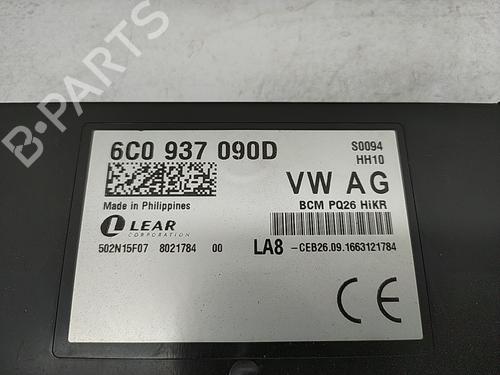 B-PARTS
6C0 937 090D
S0094
HH10
VW AG
Made in Philippines
BCM PQ26 HiKR
LEAR
CORPORATION
502N15F07 8021784 00
LA8 -CEB26.09.1663121784
CE
B-PARTS